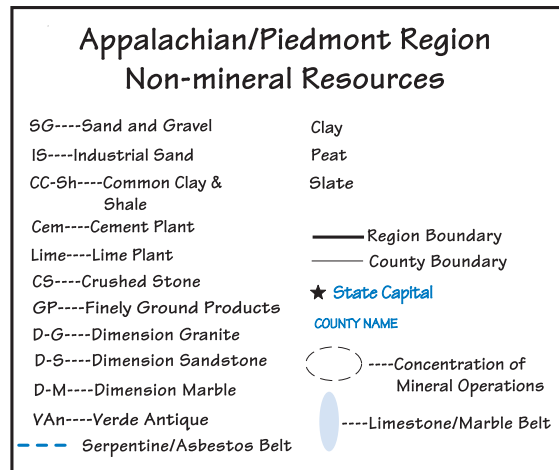 Appalachian/Piedmont Region
Non-mineral Resources
SG----Sand and Gravel
IS----Industrial Sand
CC-Sh----Common Clay &
Shale
Cem----Cement Plant
Lime----Lime Plant
CS----Crushed Stone
GP----Finely Ground Products
D-G----Dimension Granite
D-S----Dimension Sandstone
D-M----Dimension Marble
VAn----Verde Antique
Serpentine/Asbestos Belt
Clay
Peat
Slate
Region Boundary
County Boundary
State Capital
COUNTY NAME
----Concentration of
Mineral Operations
----Limestone/Marble Belt